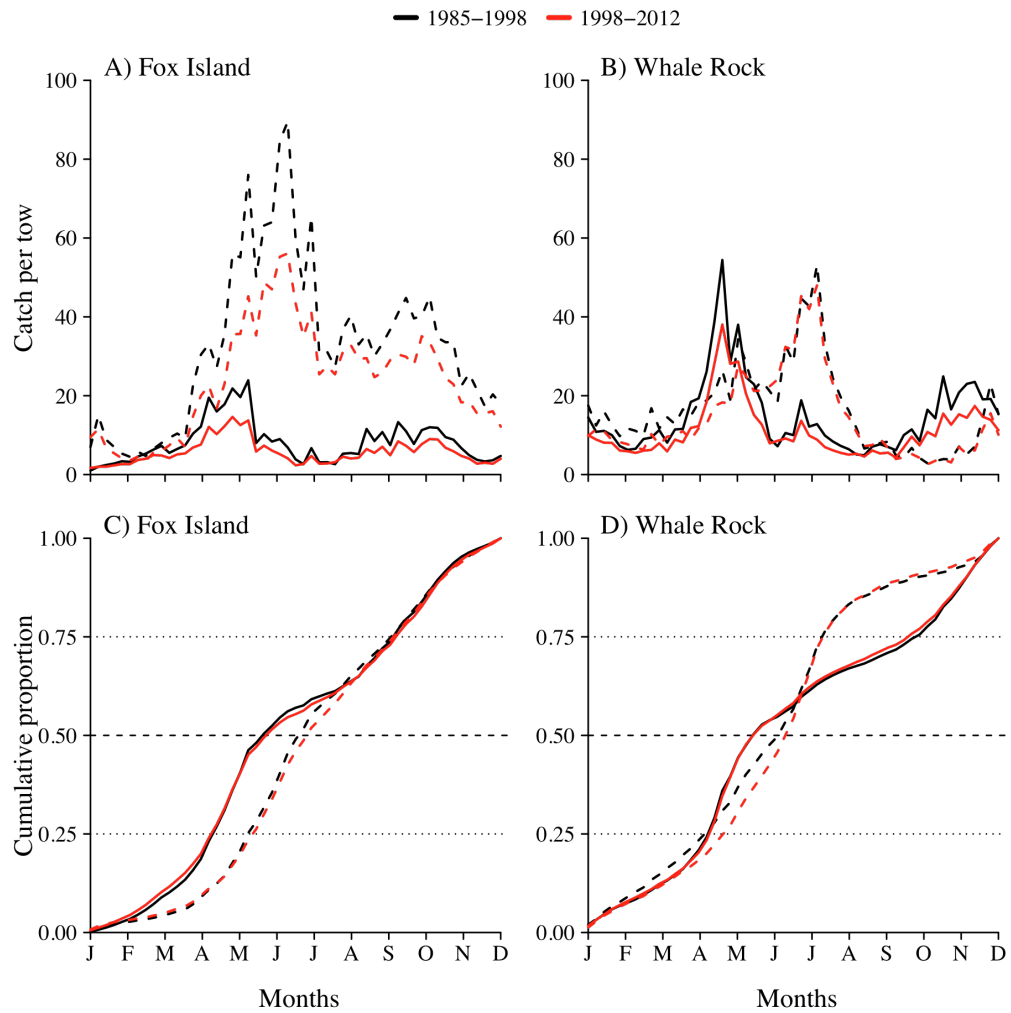 1985−1998 1998−2012
A) Fox Island B) Whale Rock
100 100
80 80
60 60
40 40
20 20
0 0
Catch per tow
C) Fox Island D) Whale Rock
1.00 1.00
0.75 0.75
0.50 0.50
0.25 0.25
0.00 0.00
Cumulative proportion
J F M A M J J A S O N D J F M A M J J A S O N D
Months Months